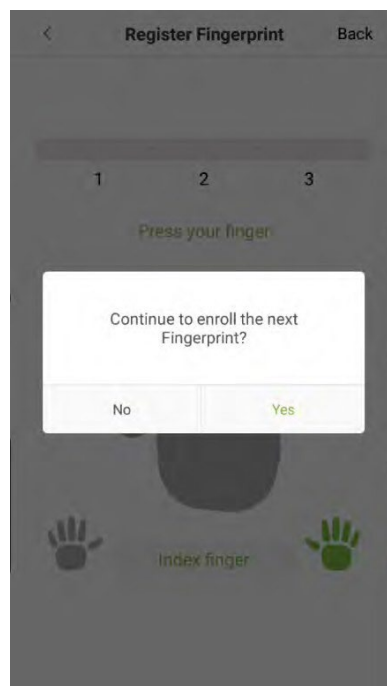 Register Fingerprint Back
1 2 3
Press your finger
Continue to enroll the next
Fingerprint?
No Yes
Index finger